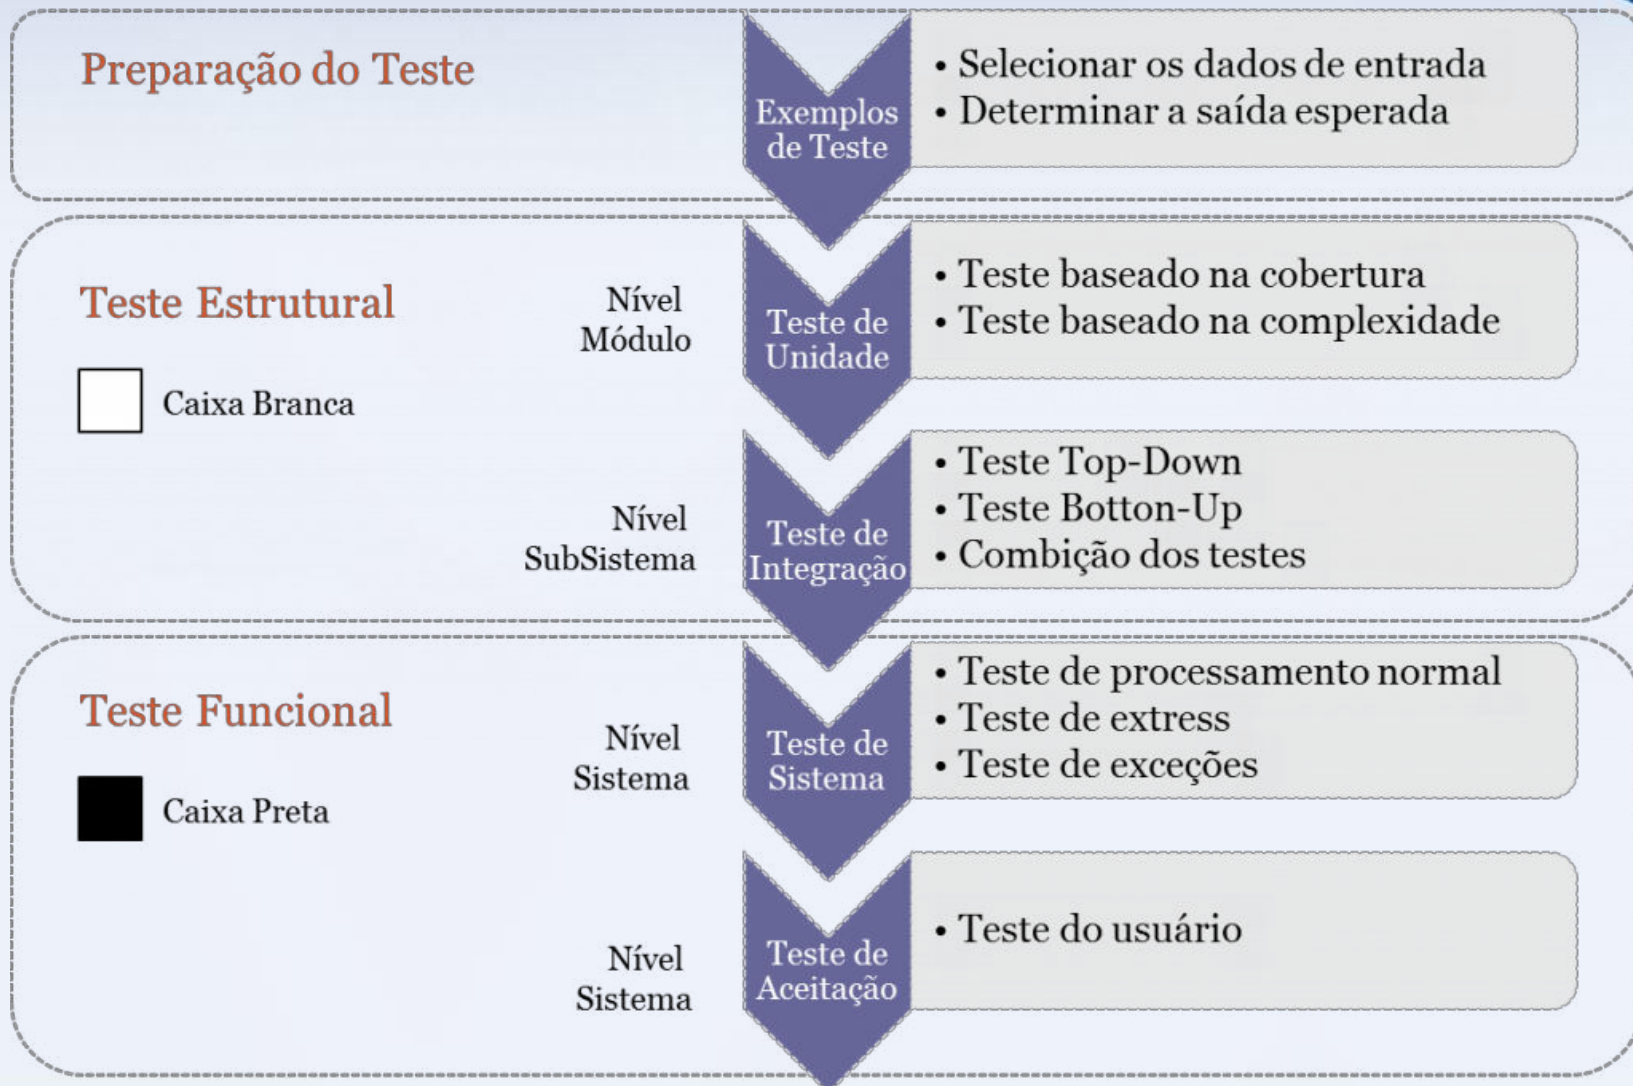 Preparação do Teste
Exemplos
de Teste
• Selecionar os dados de entrada
• Determinar a saída esperada
Teste Estrutural
Caixa Branca
Nível
Módulo
Teste de
Unidade
• Teste baseado na cobertura
• Teste baseado na complexidade
Nível
SubSistema
Teste de
Integração
• Teste Top-Down
• Teste Botton-Up
• Combição dos testes
Teste Funcional
Caixa Preta
Nível
Sistema
Teste de
Sistema
• Teste de processamento normal
• Teste de extress
• Teste de exceções
Nível
Sistema
Teste de
Aceitação
• Teste do usuário